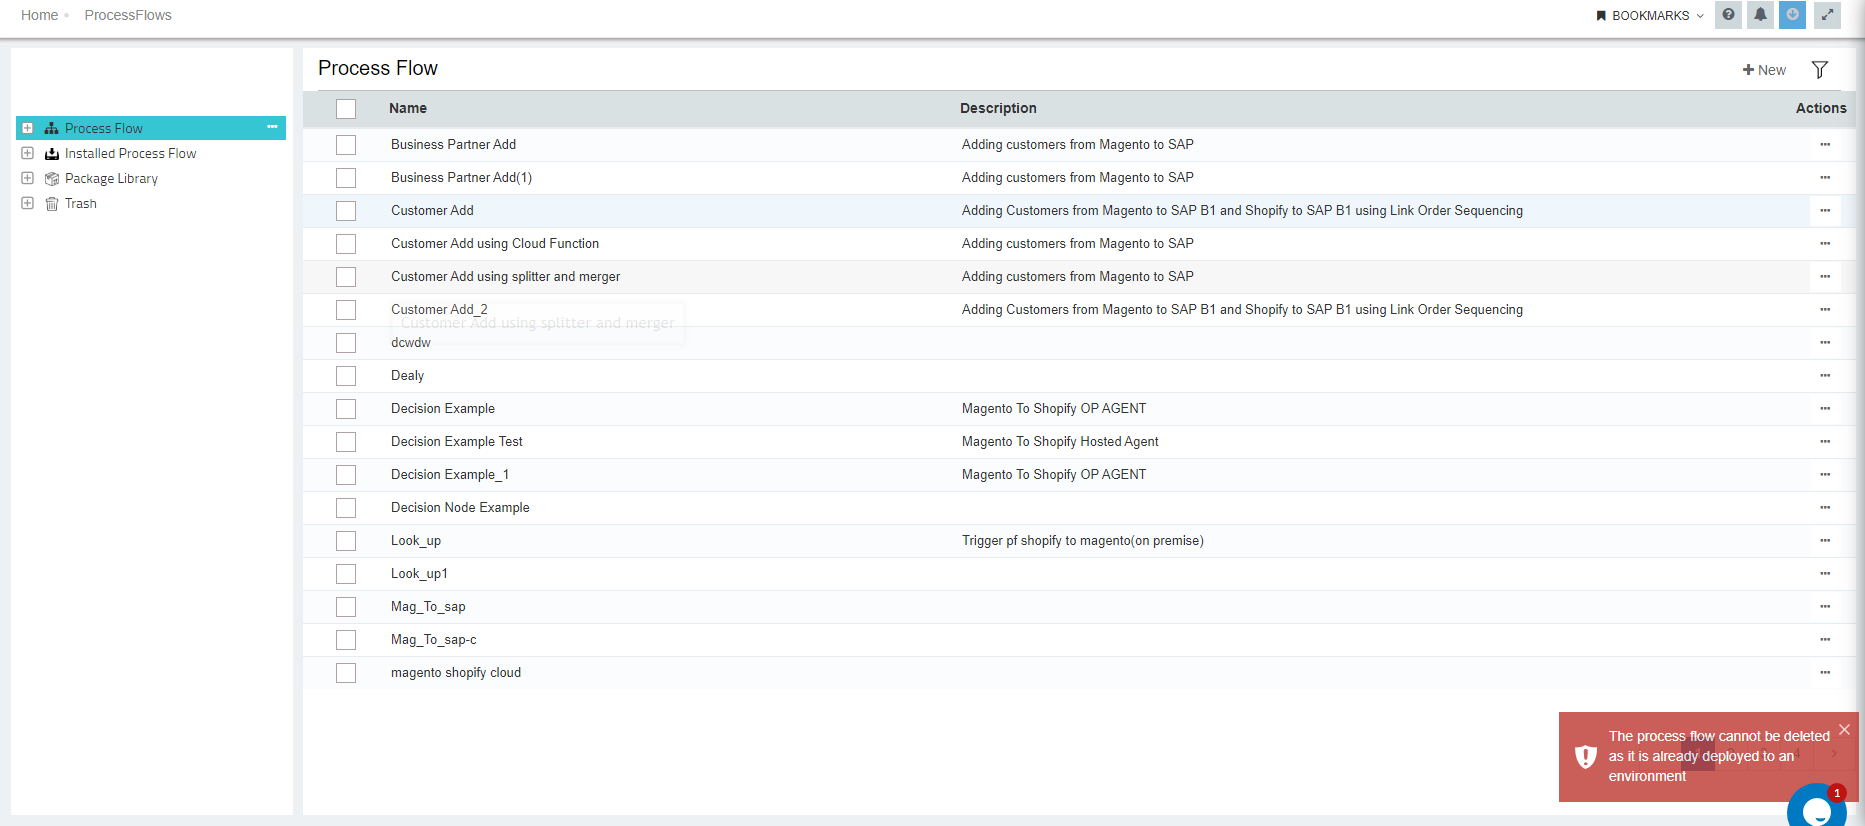 Home ProcessFlows
BOOKMARKS
Process Flow
New
Process Flow
Installed Process Flow
Package Library
Trash
Name Description Actions
Business Partner Add Adding customers from Magento to SAP
Business Partner Add(1) Adding customers from Magento to SAP
Customer Add Adding Customers from Magento to SAP B1 and Shopify to SAP B1 using Link Order Sequencing
Customer Add using Cloud Function Adding customers from Magento to SAP
Customer Add using splitter and merger Adding customers from Magento to SAP
Customer Add_2 Adding Customers from Magento to SAP B1 and Shopify to SAP B1 using Link Order Sequencing
Customer Add using splitter and merger
dcwdw
Dealy
Decision Example Magento To Shopify OP AGENT
Decision Example Test Magento To Shopify Hosted Agent
Decision Example_1 Magento To Shopify OP AGENT
Decision Node Example
Look_up Trigger pf shopify to magento(on premise)
Look_up1
Mag_To_sap
Mag_To_sap-c
magento shopify cloud
The process flow cannot be deleted
as it is already deployed to an
environment
1